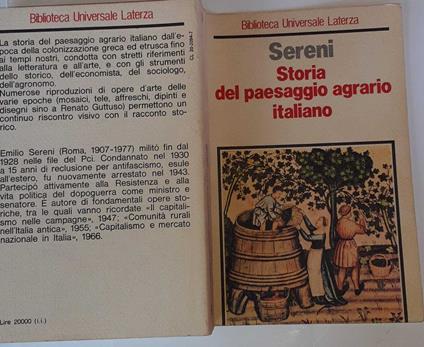 Biblioteca Universale Laterza
La storia del paesaggio agrario italiano dall'e-
poca della colonizzazione greca ed etrusca fino
ai tempi nostri, condotta con stretti riferimenti
alla letteratura e all'arte, e con gli strumenti
dello storico, dell'economista, del sociologo,
dell'agronomo.
Numerose riproduzioni di opere d'arte delle
varie epoche (mosaici, tele, affreschi, dipinti e
disegni sino a Renato Guttuso) permettono un
continuo riscontro visivo con il racconto sto-
rico.
Emilio Sereni (Roma, 1907-1977) militò fin dal
1928 nelle file del Pci. Condannato nel 1930
a 15 anni di reclusione per antifascismo, esule
all'estero, fu nuovamente arrestato nel 1943.
Partecipò attivamente alla Resistenza e alla
vita politica del dopoguerra come ministro e
senatore. È autore di fondamentali opere sto-
riche, tra le quali vanno ricordate «Il capitali-
smo nelle campagne», 1947; «Comunità rurali
nell'Italia antica», 1955; «Capitalismo e mercato
nazionale in Italia», 1966.
Lire 20000 (i.i.)
Biblioteca Universale Laterza
Sereni
Storia
del paesaggio agrario
italiano